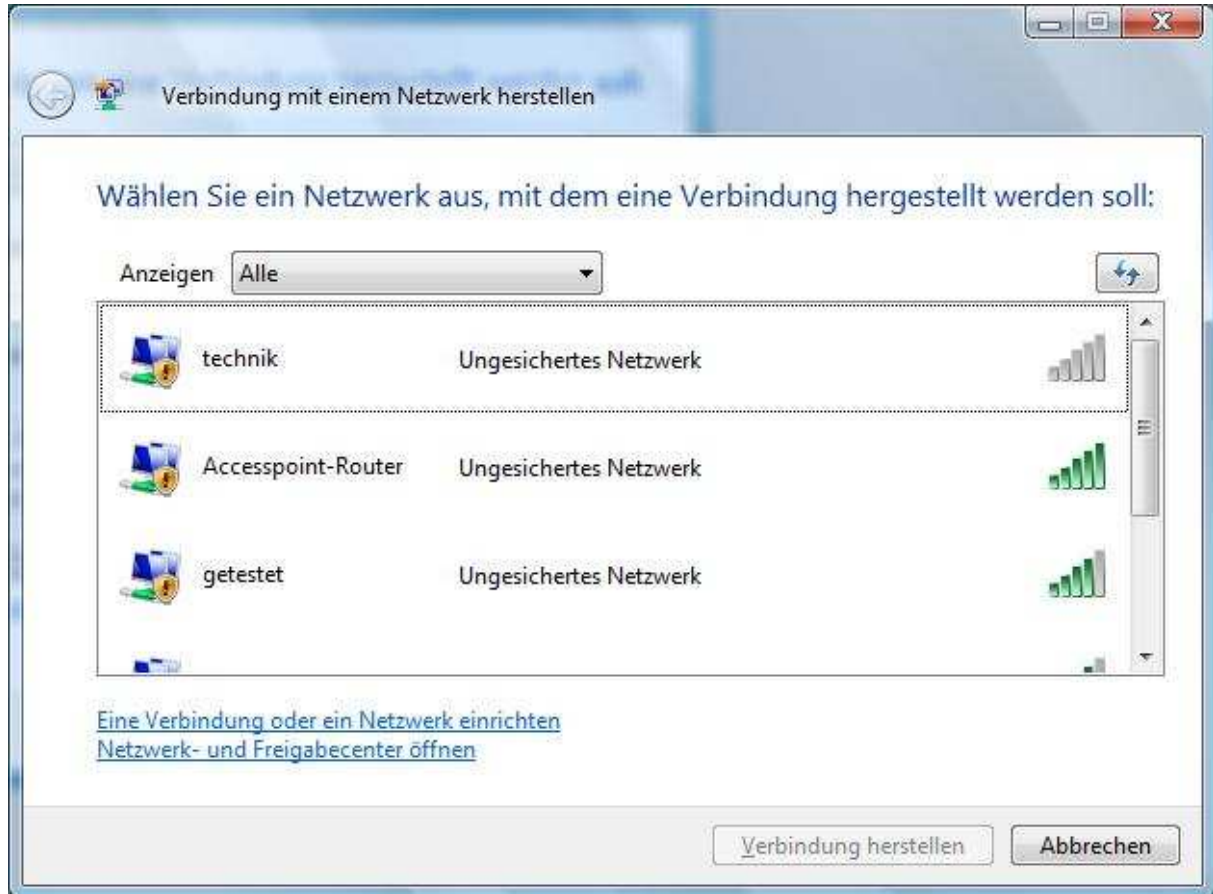 Verbindung mit einem Netzwerk herstellen
Wählen Sie ein Netzwerk aus, mit dem eine Verbindung hergestellt werden soll:
Anzeigen Alle
technik Ungesichertes Netzwerk
Accesspoint-Router Ungesichertes Netzwerk
getestet Ungesichertes Netzwerk
Eine Verbindung oder ein Netzwerk einrichten
Netzwerk- und Freigabecenter öffnen
Verbindung herstellen Abbrechen